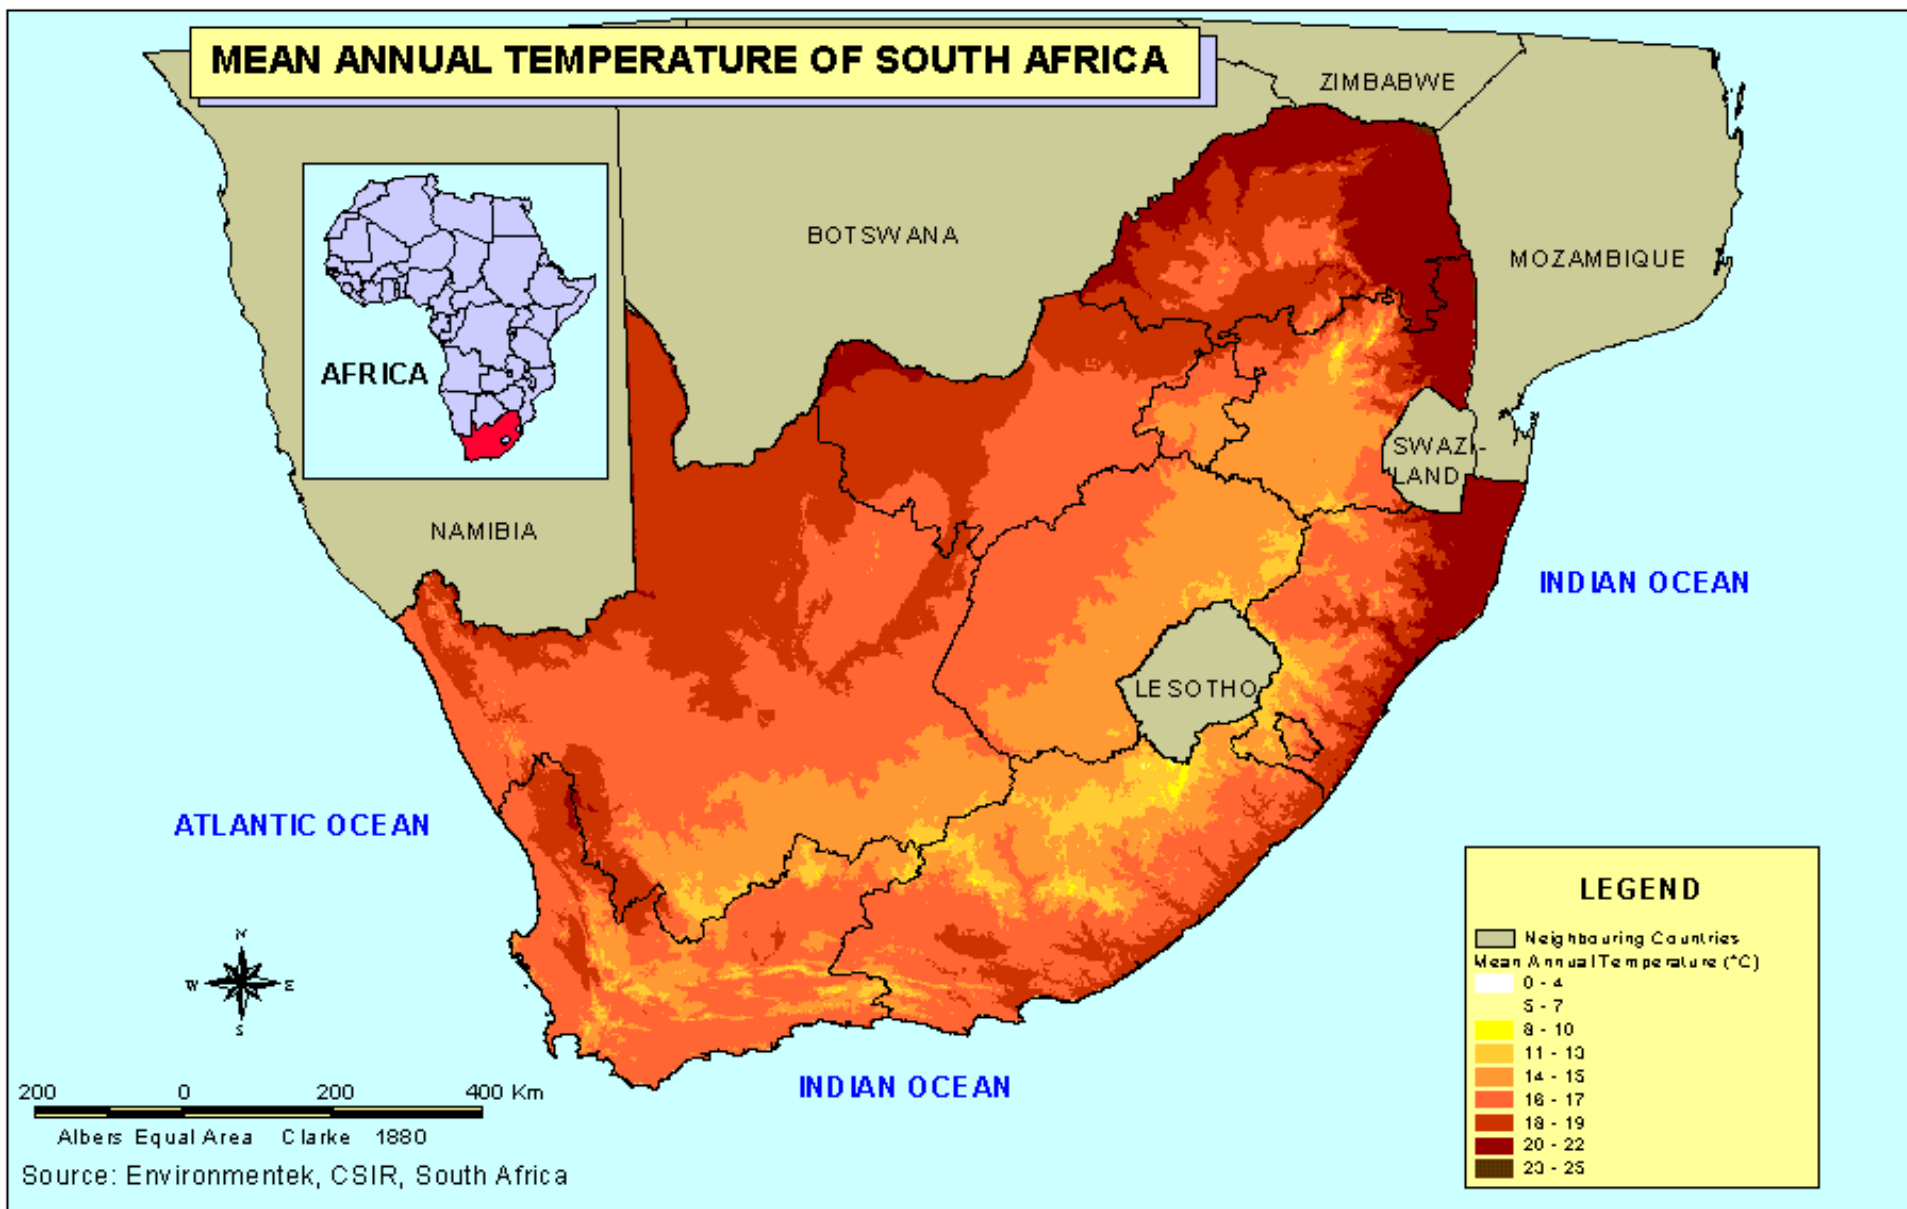 MEAN ANNUAL TEMPERATURE OF SOUTH AFRICA
ZIMBABWE
BOTSWANA
MOZAMBIQUE
AFRICA
SWAZI-
LAND
NAMIBIA
INDIAN OCEAN
LESOTHO
ATLANTIC OCEAN
LEGEND
Neighbouring Countries
Mean Annual Temperature (°C)
0 - 4
5 - 7
8 - 10
11 - 13
14 - 15
16 - 17
18 - 19
20 - 22
23 - 25
N
W E
S
INDIAN OCEAN
200 0 200 400 Km
Albers Equal Area Clarke 1880
Source: Environmentek, CSIR, South Africa